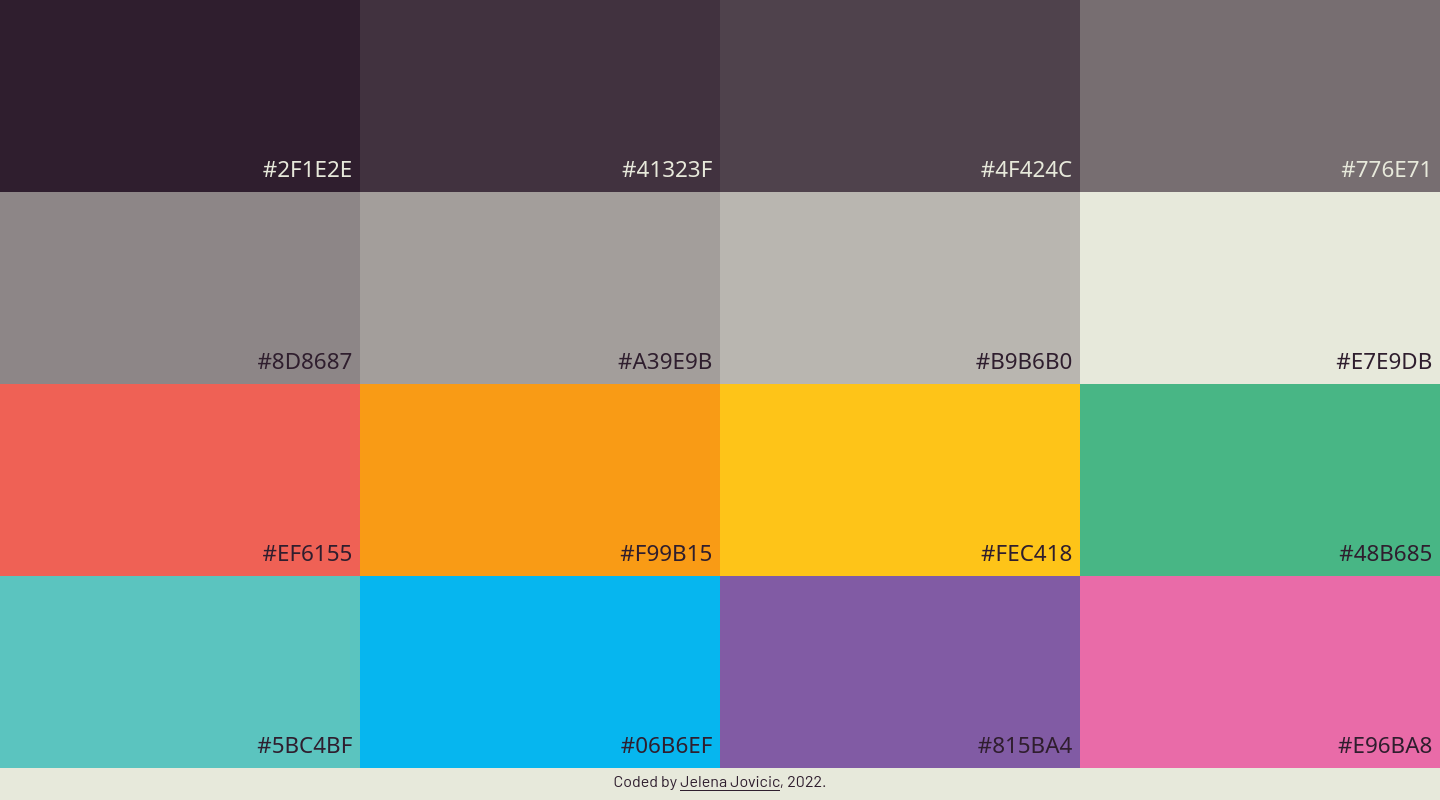 #2F1E2E
#41323F
#4F424C
#776E71
#8D8687
#A39E9B
#B9B6B0
#E7E9DB
#EF6155
#F99B15
#FEC418
#48B685
#5BC4BF
#06B6EF
#815BA4
#E96BA8
Coded by Jelena Jovicic, 2022.